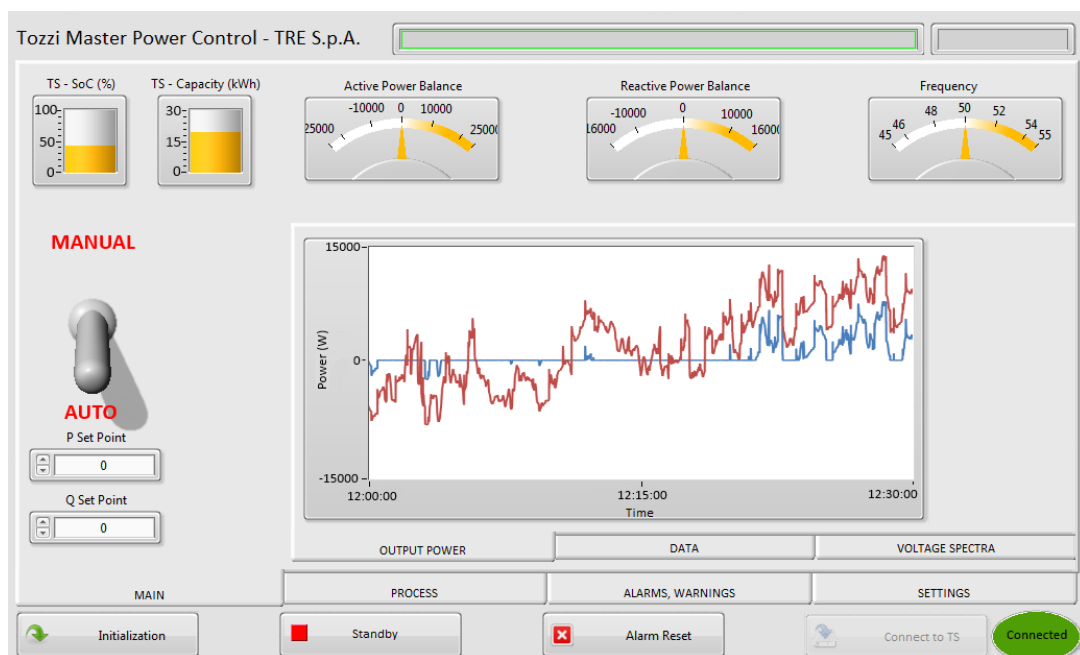 Tozzi Master Power Control - TRE S.p.A.
TS - SoC (%)
TS - Capacity (kWh)
Active Power Balance
Reactive Power Balance
Frequency
100
50
0
30
15
0
25000 -10000 0 10000 25000
16000 -10000 0 10000 16000
45 46 48 50 52 54 55
MANUAL
AUTO
P Set Point
0
Q Set Point
0
15000
0
-15000
Power (W)
12:00:00 12:15:00 12:30:00
Time
OUTPUT POWER DATA VOLTAGE SPECTRA
MAIN PROCESS ALARMS, WARNINGS SETTINGS
Initialization Standby Alarm Reset Connect to TS Connected